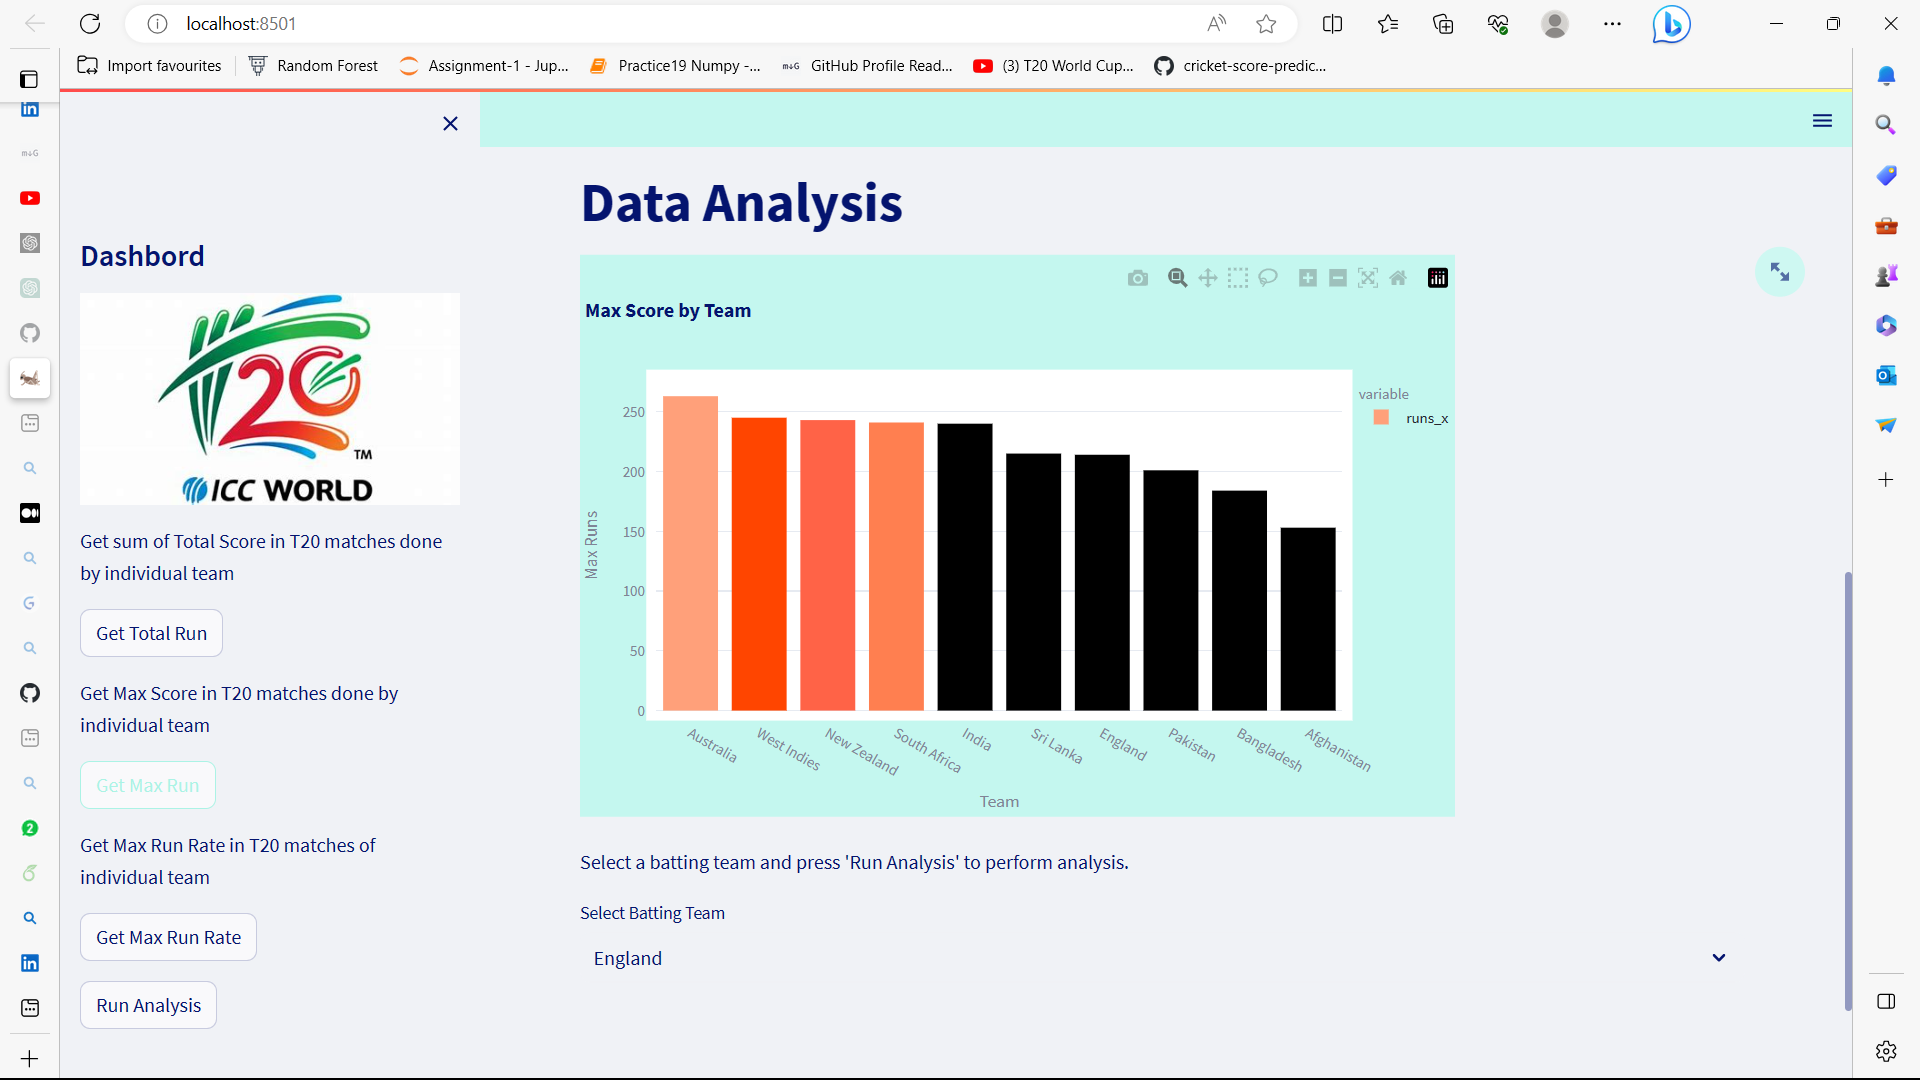 localhost:8501
Import favourites
Random Forest
Assignment-1 - Jup...
Practice19 Numpy -...
GitHub Profile Read...
(3) T20 World Cup...
cricket-score-predic...
Dashbord
T20
TM
ICC WORLD
Get sum of Total Score in T20 matches done
by individual team
Get Total Run
Get Max Score in T20 matches done by
individual team
Get Max Run
Get Max Run Rate in T20 matches of
individual team
Get Max Run Rate
Run Analysis
Data Analysis
Max Score by Team
variable
runs_x
Max Runs
250
200
150
100
50
0
Australia
West Indies
New Zealand
South Africa
India
Sri Lanka
England
Pakistan
Bangladesh
Afghanistan
Team
Select a batting team and press 'Run Analysis' to perform analysis.
Select Batting Team
England